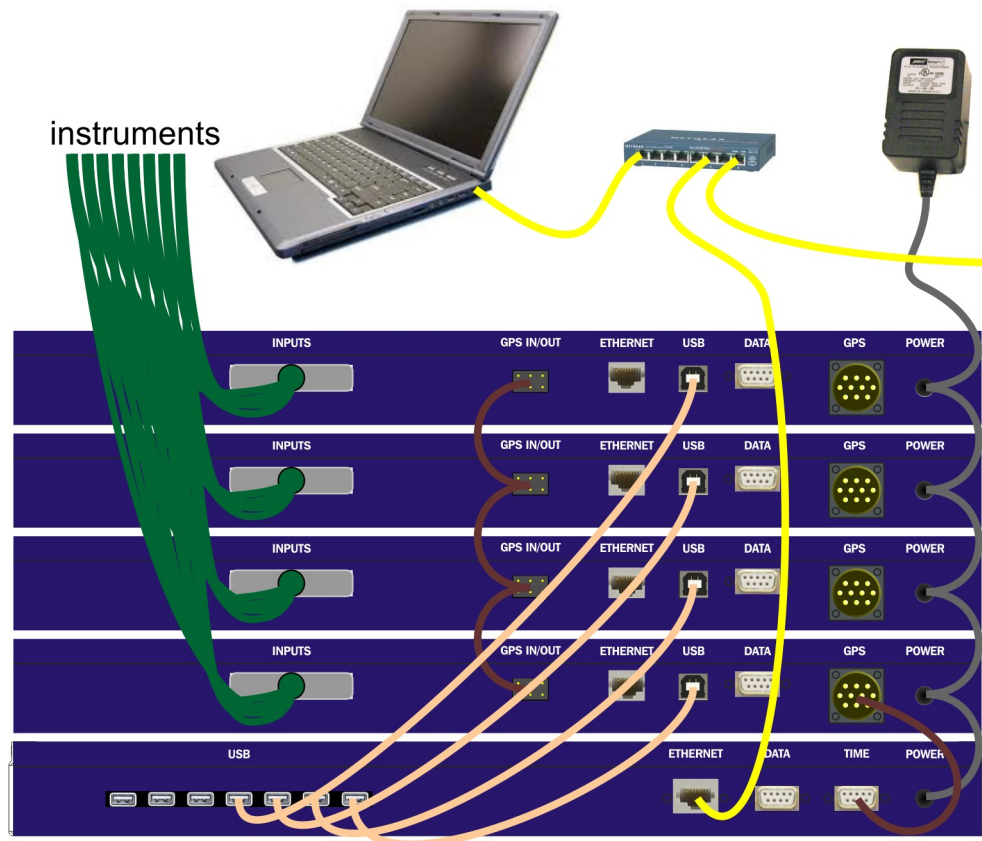 instruments
NETGEAR
INPUTS GPS IN/OUT ETHERNET USB DATA GPS POWER
INPUTS GPS IN/OUT ETHERNET USB DATA GPS POWER
INPUTS GPS IN/OUT ETHERNET USB DATA GPS POWER
INPUTS GPS IN/OUT ETHERNET USB DATA GPS POWER
USB ETHERNET DATA TIME POWER